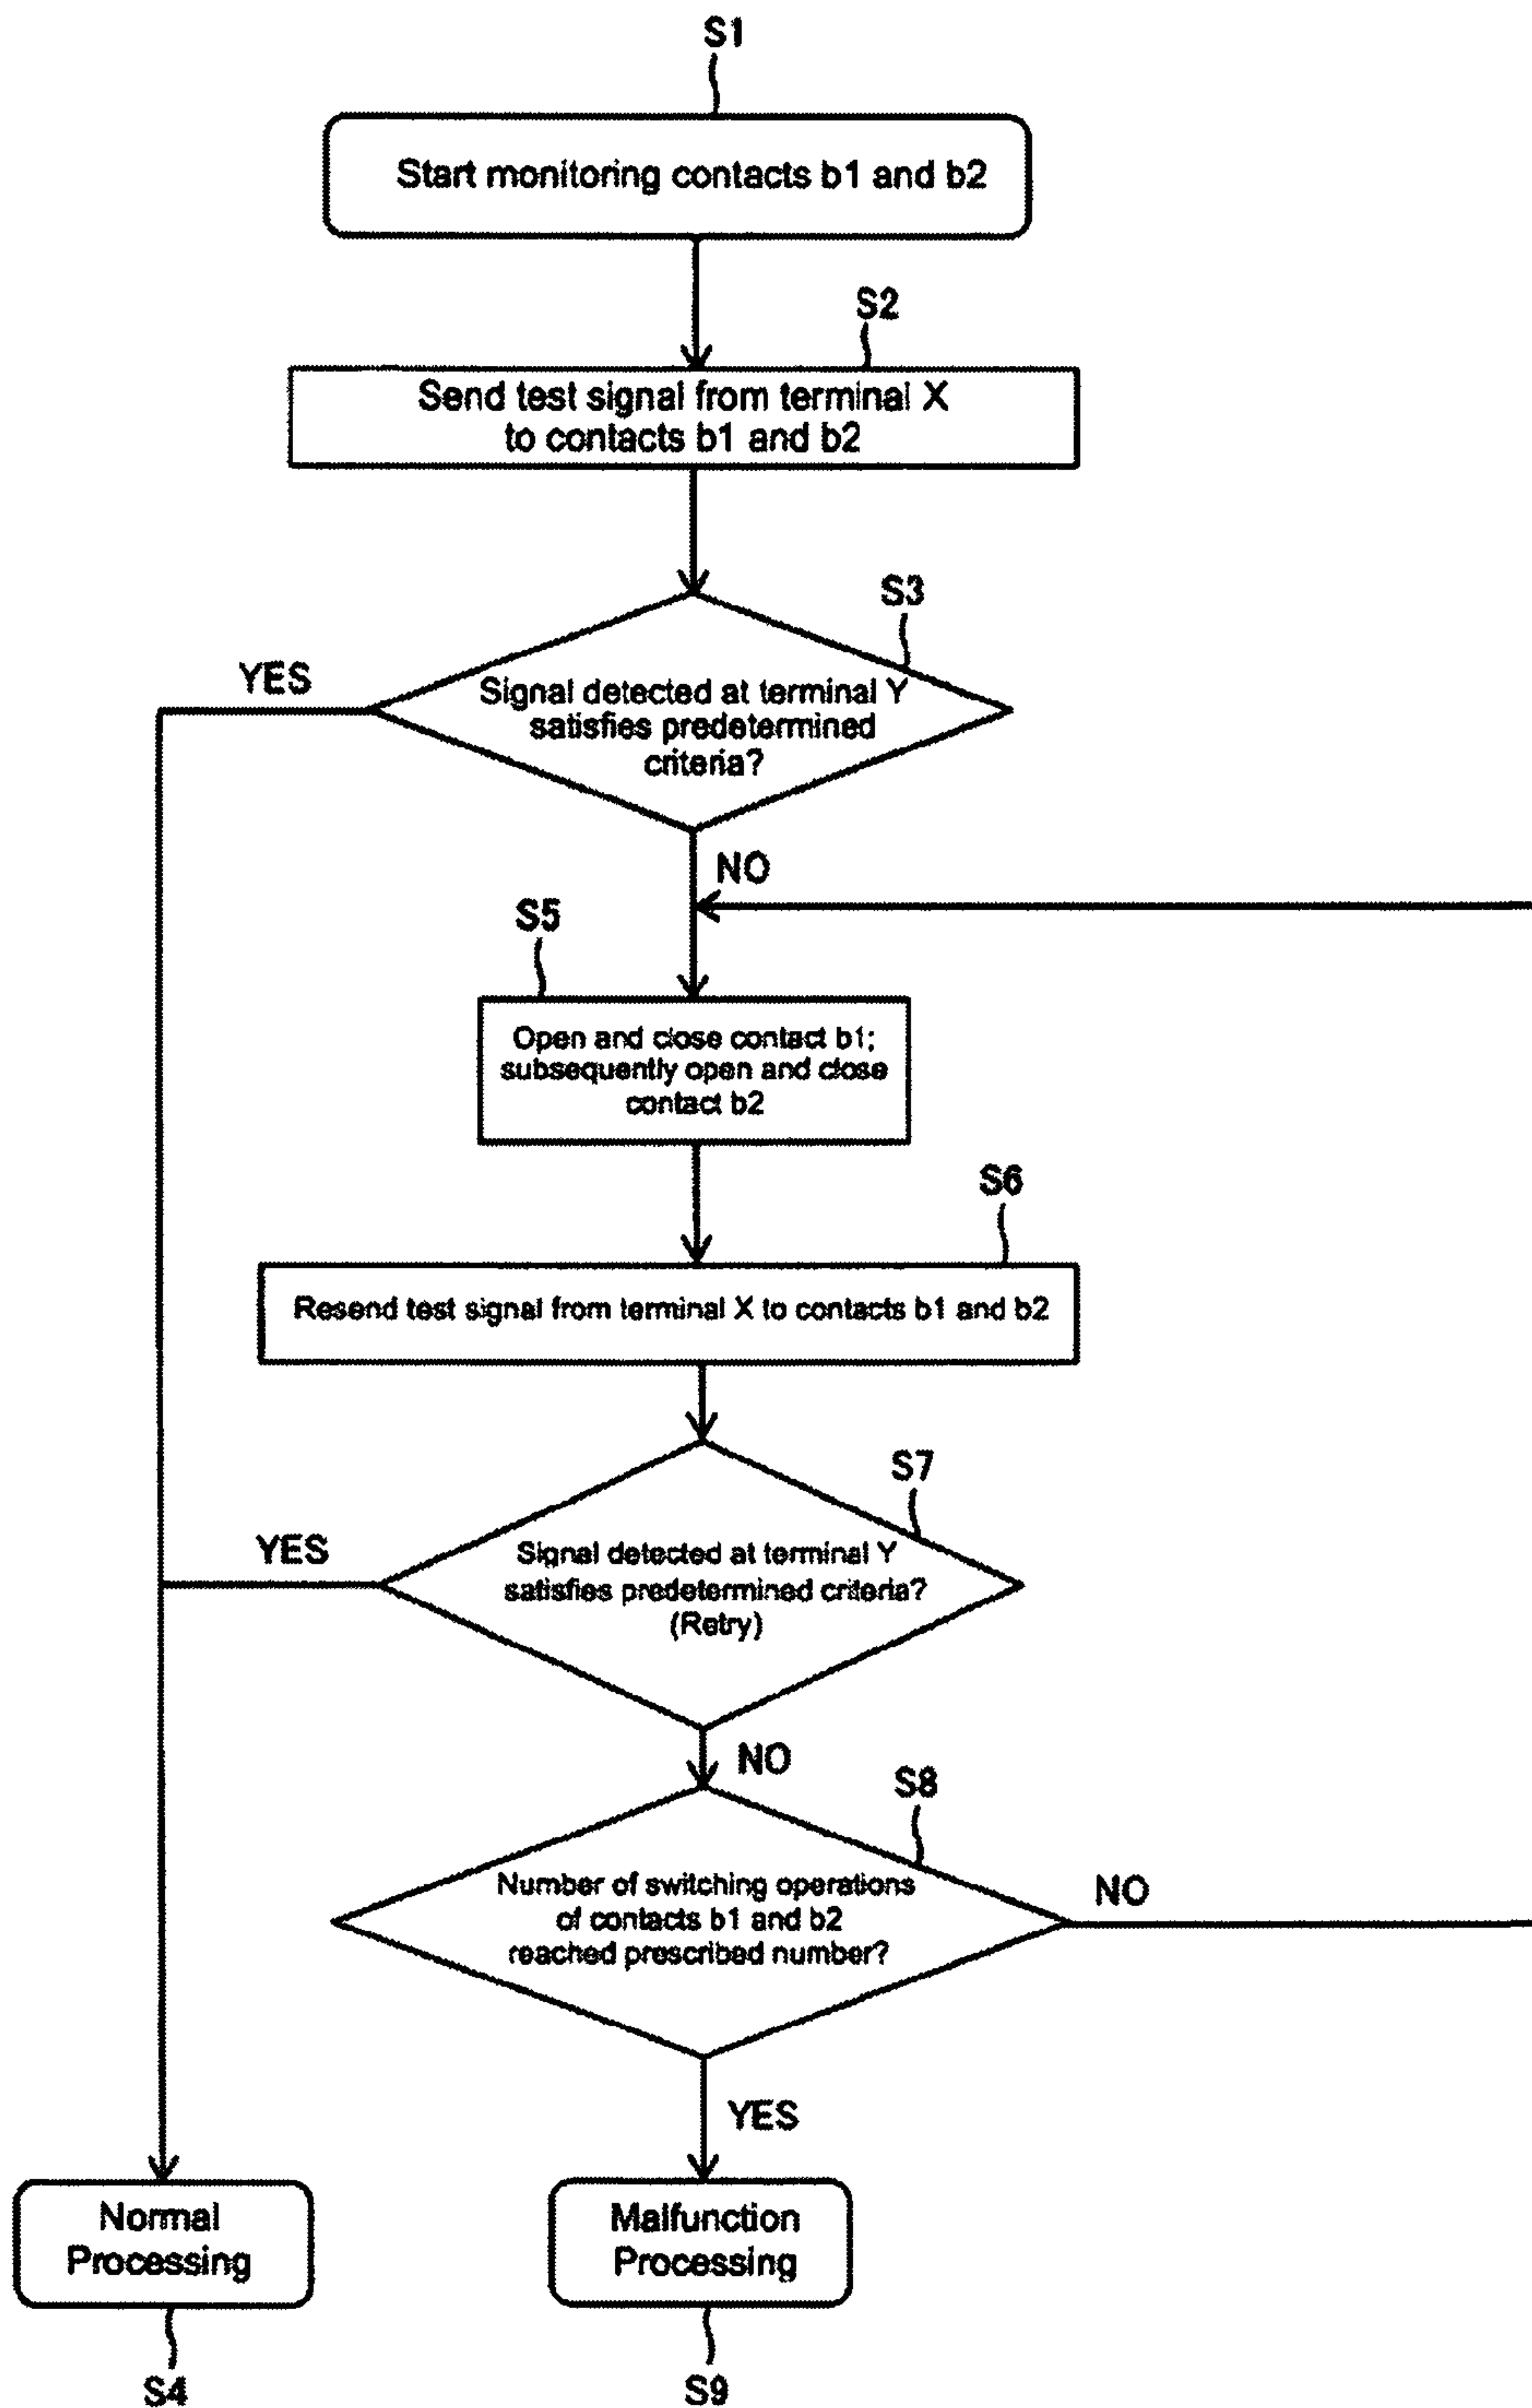 S1
Start monitoring contacts b1 and b2
S2
Send test signal from terminal X
to contacts b1 and b2
S3
YES
Signal detected at terminal Y
satisfies predetermined
criteria?
NO
S5
Open and close contact b1;
subsequently open and close
contact b2
S6
Resend test signal from terminal X to contacts b1 and b2
S7
YES
Signal detected at terminal Y
satisfies predetermined criteria?
(Retry)
NO
S8
Number of switching operations
of contacts b1 and b2
reached prescribed number?
NO
YES
Normal
Processing
Malfunction
Processing
S4
S9